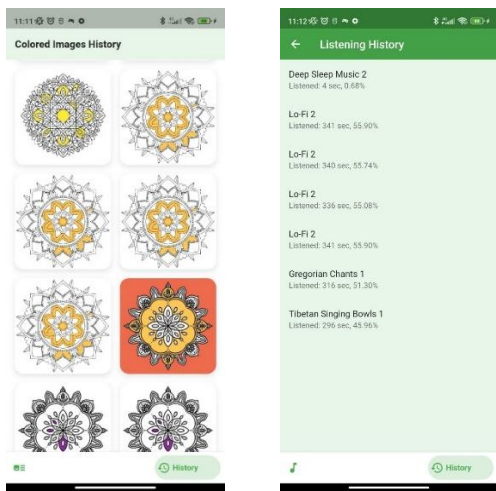 11:11
Colored Images History
History
11:12
Listening History
Deep Sleep Music 2
Listened: 4 sec, 0.68%
Lo-Fi 2
Listened: 341 sec, 55.90%
Lo-Fi 2
Listened: 340 sec, 55.74%
Lo-Fi 2
Listened: 336 sec, 55.08%
Lo-Fi 2
Listened: 341 sec, 55.90%
Gregorian Chants 1
Listened: 316 sec, 51.30%
Tibetan Singing Bowls 1
Listened: 296 sec, 45.96%
History